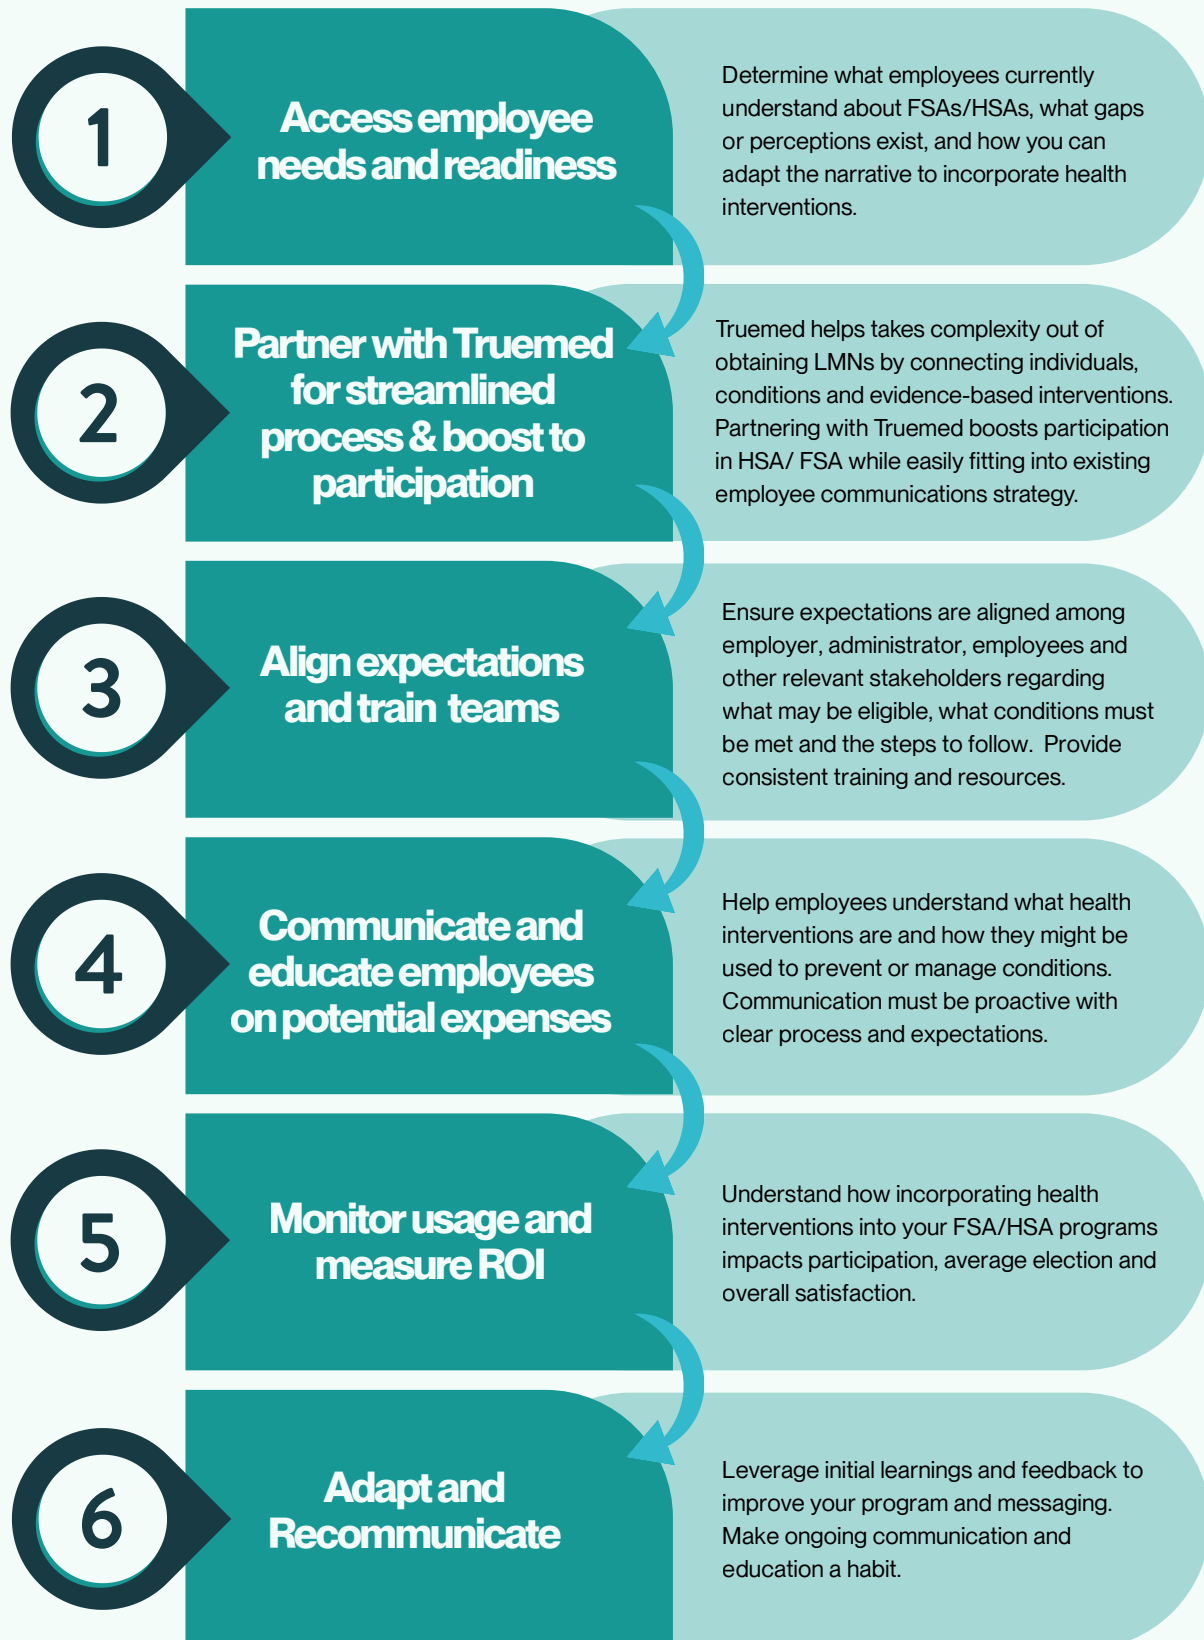 1
Access employee
needs and readiness
Determine what employees currently
understand about FSAs/HSAs, what gaps
or perceptions exist, and how you can
adapt the narrative to incorporate health
interventions.
2
Partner with Truemed
for streamlined
process & boost to
participation
Truemed helps takes complexity out of
obtaining LMNs by connecting individuals,
conditions and evidence-based interventions.
Partnering with Truemed boosts participation
in HSA/ FSA while easily fitting into existing
employee communications strategy.
3
Align expectations
and train teams
Ensure expectations are aligned among
employer, administrator, employees and
other relevant stakeholders regarding
what may be eligible, what conditions must
be met and the steps to follow. Provide
consistent training and resources.
4
Communicate and
educate employees
on potential expenses
Help employees understand what health
interventions are and how they might be
used to prevent or manage conditions.
Communication must be proactive with
clear process and expectations.
5
Monitor usage and
measure ROI
Understand how incorporating health
interventions into your FSA/HSA programs
impacts participation, average election and
overall satisfaction.
6
Adapt and
Recommunicate
Leverage initial learnings and feedback to
improve your program and messaging.
Make ongoing communication and
education a habit.